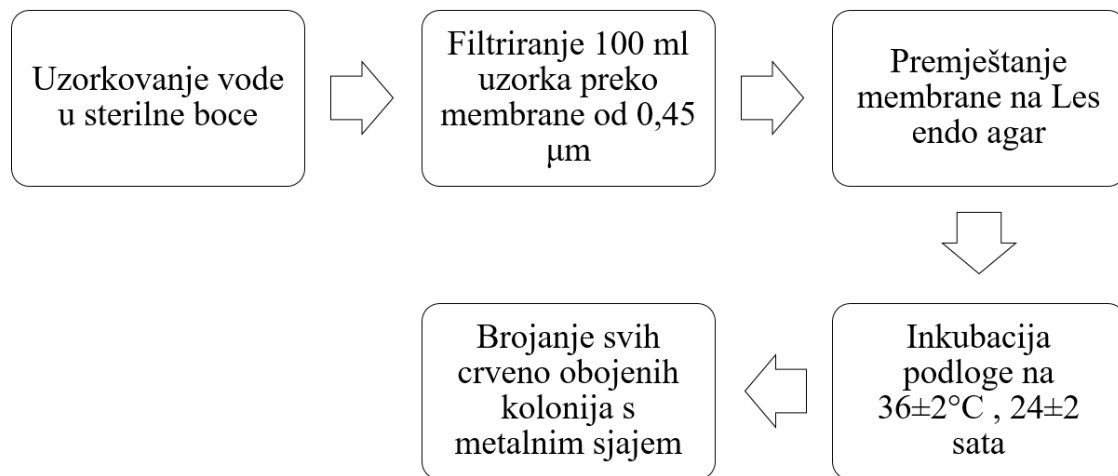 Uzorkovanje vode
u sterilne boce
Filtriranje 100 ml
uzorka preko
membrane od 0,45
μm
Premještanje
membrane na Les
endo agar
Inkubacija
podloge na
36±2°C , 24±2
sata
Brojanje svih
crveno obojenih
kolonija s
metalnim sjajem